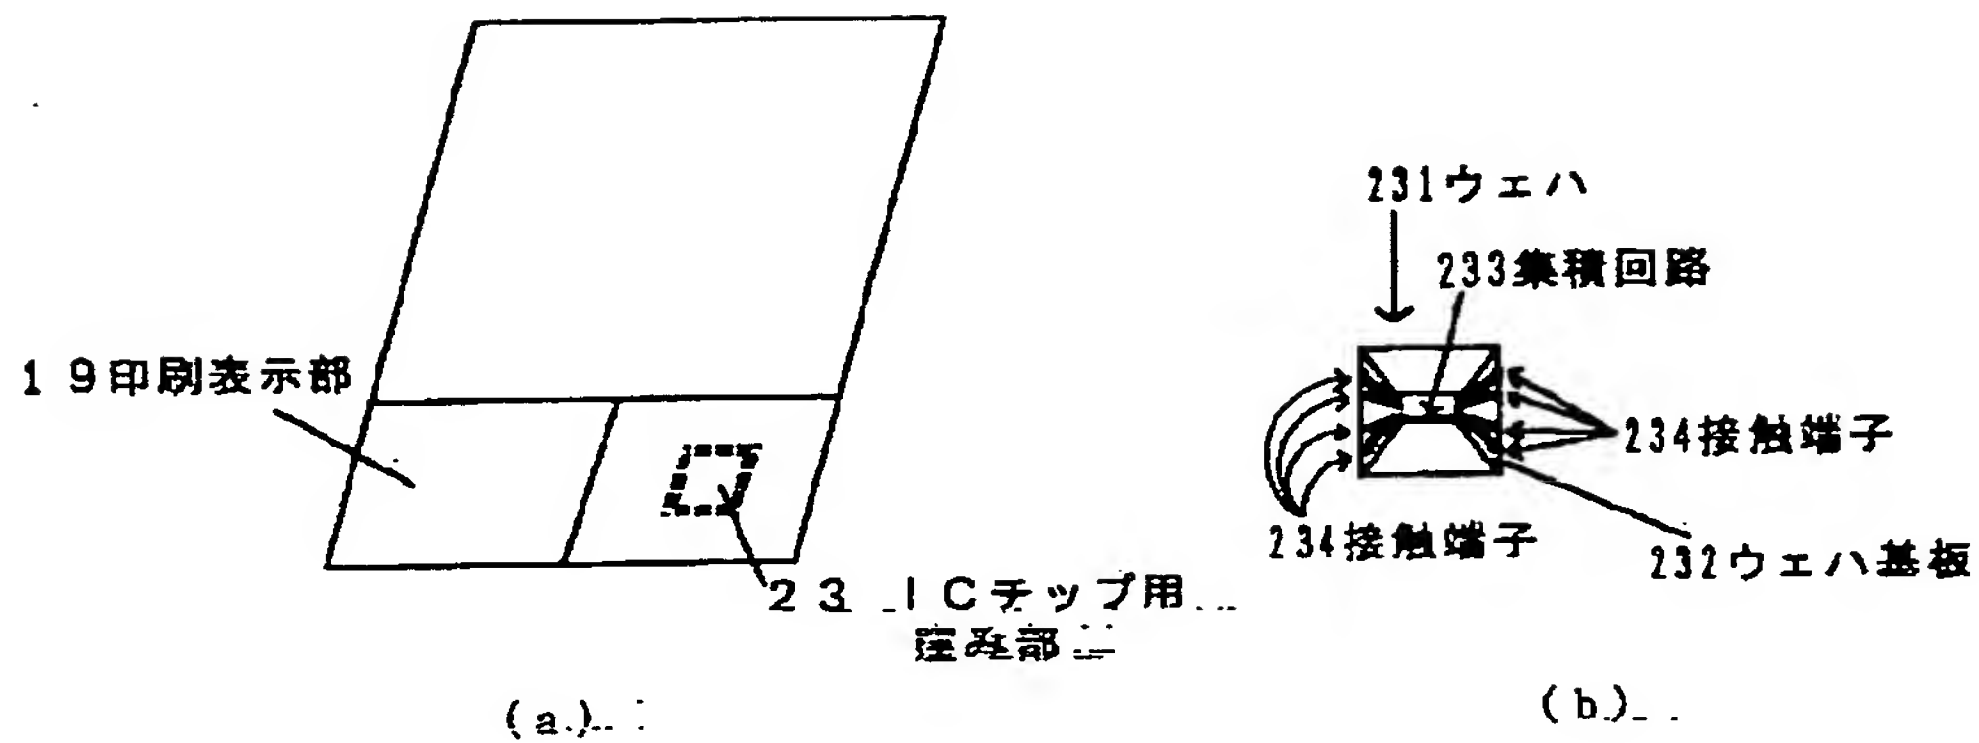 19印刷表示部
23 ICチップ用
窪み部
(a)
231ウェハ
233集積回路
234接触端子
234接触端子
232ウェハ基板
(b)